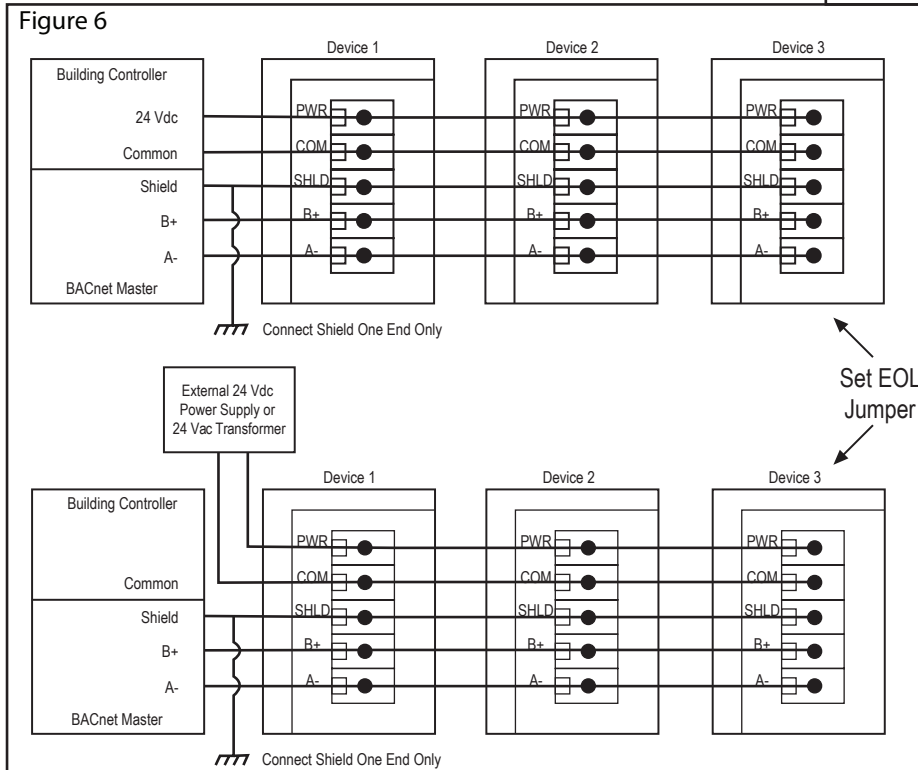 Figure 6
Device 1
Device 2
Device 3
Building Controller
24 Vdc
Common
Shield
B+
A-
BACnet Master
PWR
COM
SHLD
B+
A-
PWR
COM
SHLD
B+
A-
PWR
COM
SHLD
B+
A-
Connect Shield One End Only
Set EOL
Jumper
External 24 Vdc
Power Supply or
24 Vac Transformer
Device 1
Device 2
Device 3
Building Controller
Common
Shield
B+
A-
BACnet Master
PWR
COM
SHLD
B+
A-
PWR
COM
SHLD
B+
A-
PWR
COM
SHLD
B+
A-
Connect Shield One End Only